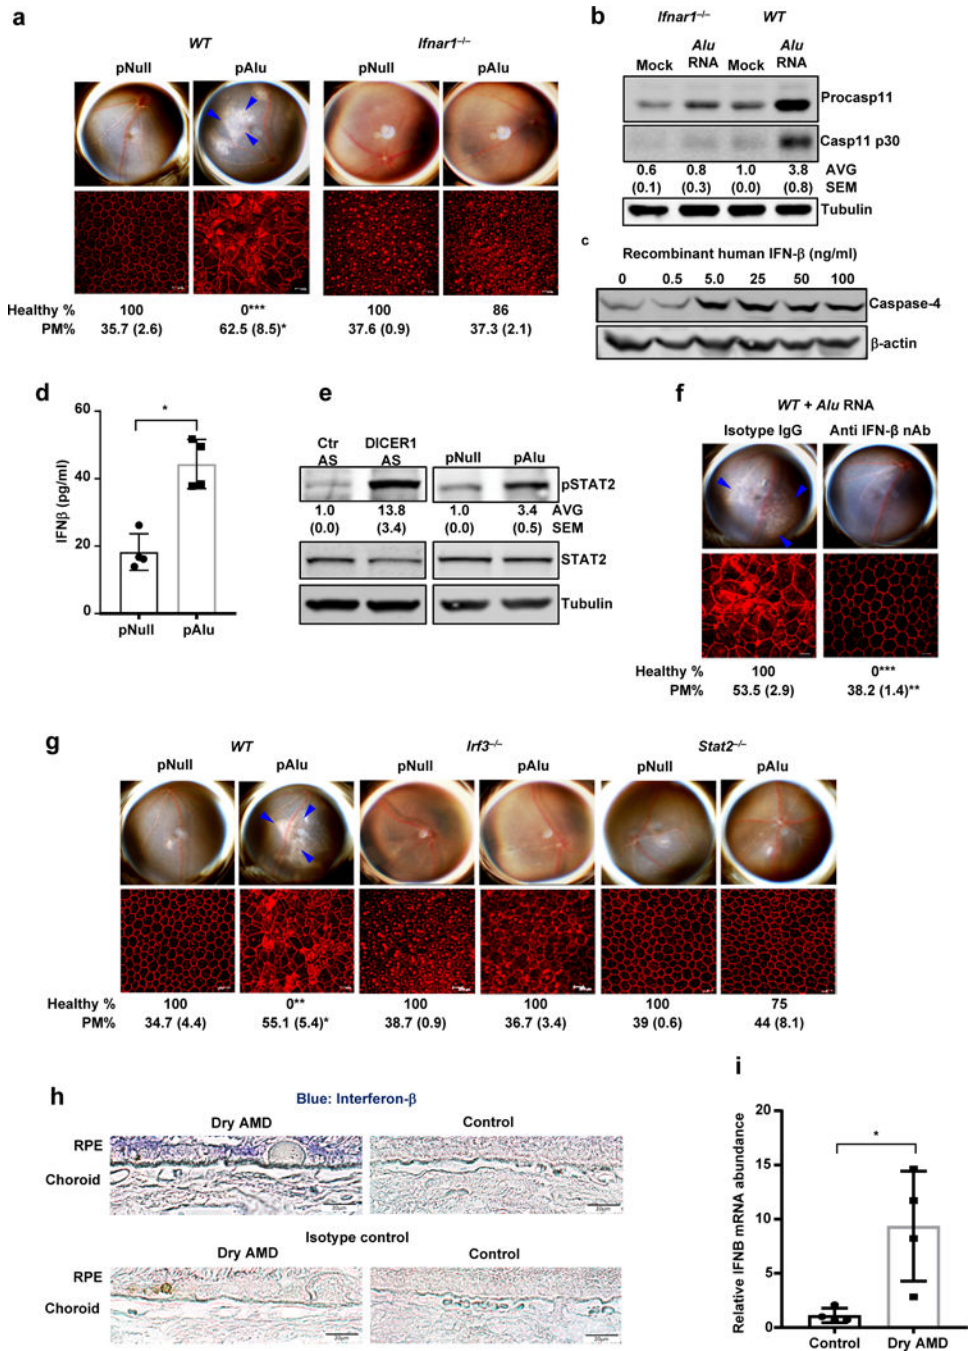 a
WT
Ifnar1–/–
pNull
pAlu
pNull
pAlu
Healthy %
100
0***
100
86
PM%
35.7 (2.6)
62.5 (8.5)*
37.6 (0.9)
37.3 (2.1)
b
Ifnar1–/–
WT
Mock
Alu RNA
Mock
Alu RNA
Procasp11
Casp11 p30
0.6
0.8
1.0
3.8
AVG
(0.1)
(0.3)
(0.0)
(0.8)
SEM
Tubulin
c
Recombinant human IFN-β (ng/ml)
0
0.5
5.0
25
50
100
Caspase-4
β-actin
d
IFNβ (pg/ml)
60
40
20
0
*
pNull
pAlu
e
Ctr AS
DICER1 AS
pNull
pAlu
pSTAT2
1.0
13.8
1.0
3.4
AVG
(0.0)
(3.4)
(0.0)
(0.5)
SEM
STAT2
Tubulin
f
WT + Alu RNA
Isotype IgG
Anti IFN-β nAb
Healthy %
100
0***
PM%
53.5 (2.9)
38.2 (1.4)**
g
WT
Irf3–/–
Stat2–/–
pNull
pAlu
pNull
pAlu
pNull
pAlu
Healthy %
100
0**
100
100
100
75
PM%
34.7 (4.4)
55.1 (5.4)*
38.7 (0.9)
36.7 (3.4)
39 (0.6)
44 (8.1)
h
Blue: Interferon-β
Dry AMD
Control
RPE
Choroid
20µm
20µm
Isotype control
Dry AMD
Control
RPE
Choroid
20µm
20µm
i
Relative IFNB mRNA abundance
20
15
10
5
0
*
Control
Dry AMD